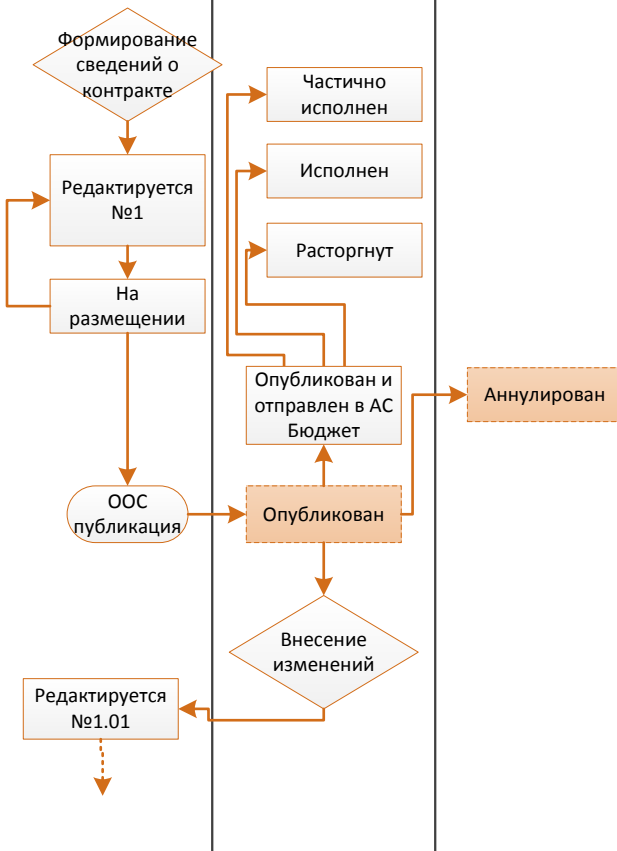 Формирование
сведений о
контракте
Редактируется
№1
На
размещении
ООС
публикация
Частично
исполнен
Исполнен
Расторгнут
Опубликован и
отправлен в АС
Бюджет
Опубликован
Внесение
изменений
Аннулирован
Редактируется
№1.01